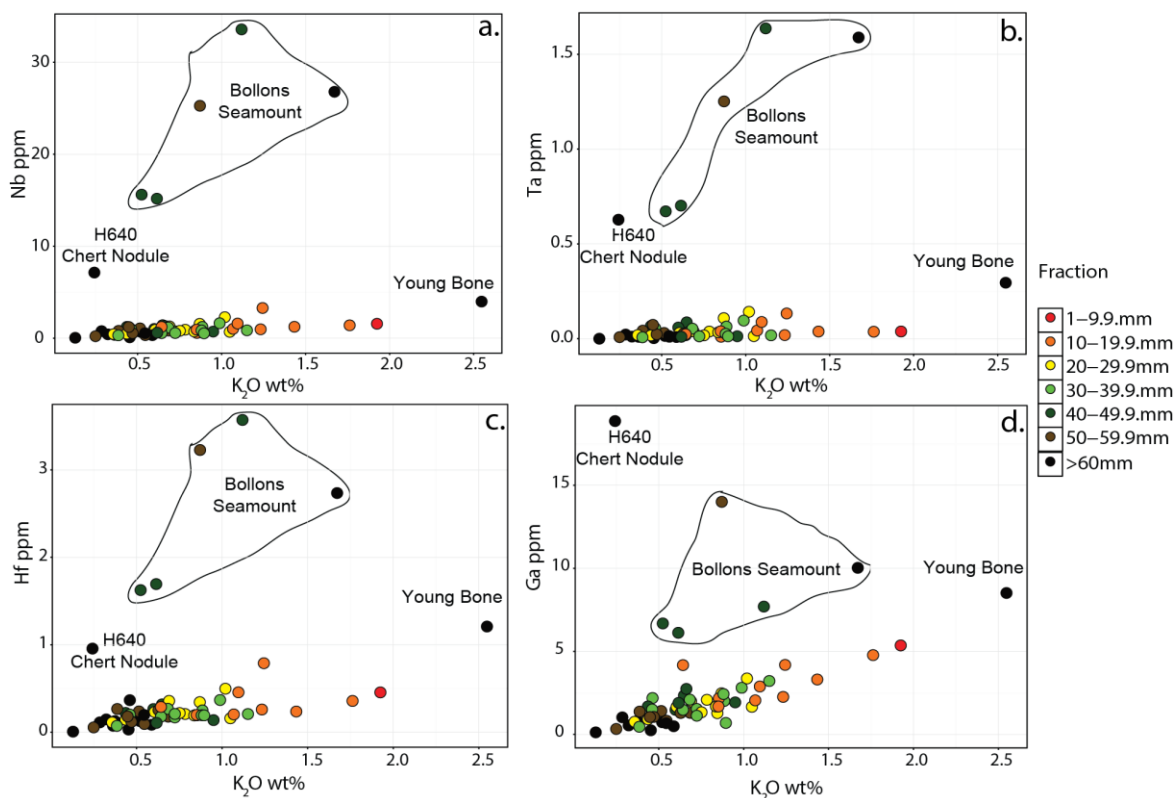 a.
30
20
10
0
Nb ppm
Bollons
Seamount
H640
Chert Nodule
Young Bone
0.5
1.0
1.5
2.0
2.5
K₂O wt%
b.
1.5
1.0
0.5
0.0
Ta ppm
Bollons
Seamount
H640
Chert Nodule
Young Bone
0.5
1.0
1.5
2.0
2.5
K₂O wt%
c.
3
2
1
0
Hf ppm
Bollons
Seamount
H640
Chert Nodule
Young Bone
0.5
1.0
1.5
2.0
2.5
K₂O wt%
d.
15
10
5
0
Ga ppm
H640
Chert Nodule
Bollons Seamount
Young Bone
0.5
1.0
1.5
2.0
2.5
K₂O wt%
Fraction
1–9.9.mm
10–19.9.mm
20–29.9mm
30–39.9.mm
40–49.9.mm
50–59.9mm
>60mm